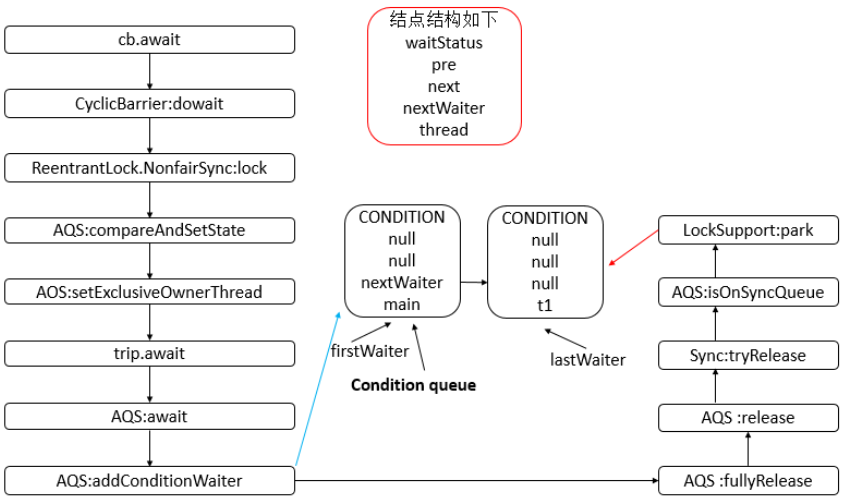 cb.await
CyclicBarrier:dowait
ReentrantLock.NonfairSync:lock
AQS:compareAndSetState
AOS:setExclusiveOwnerThread
trip.await
AQS:await
AQS:addConditionWaiter
结点结构如下
waitStatus
pre
next
nextWaiter
thread
CONDITION
null
null
nextWaiter
main
CONDITION
null
null
null
t1
firstWaiter
lastWaiter
Condition queue
LockSupport:park
AQS:isOnSyncQueue
Sync:tryRelease
AQS :release
AQS :fullyRelease